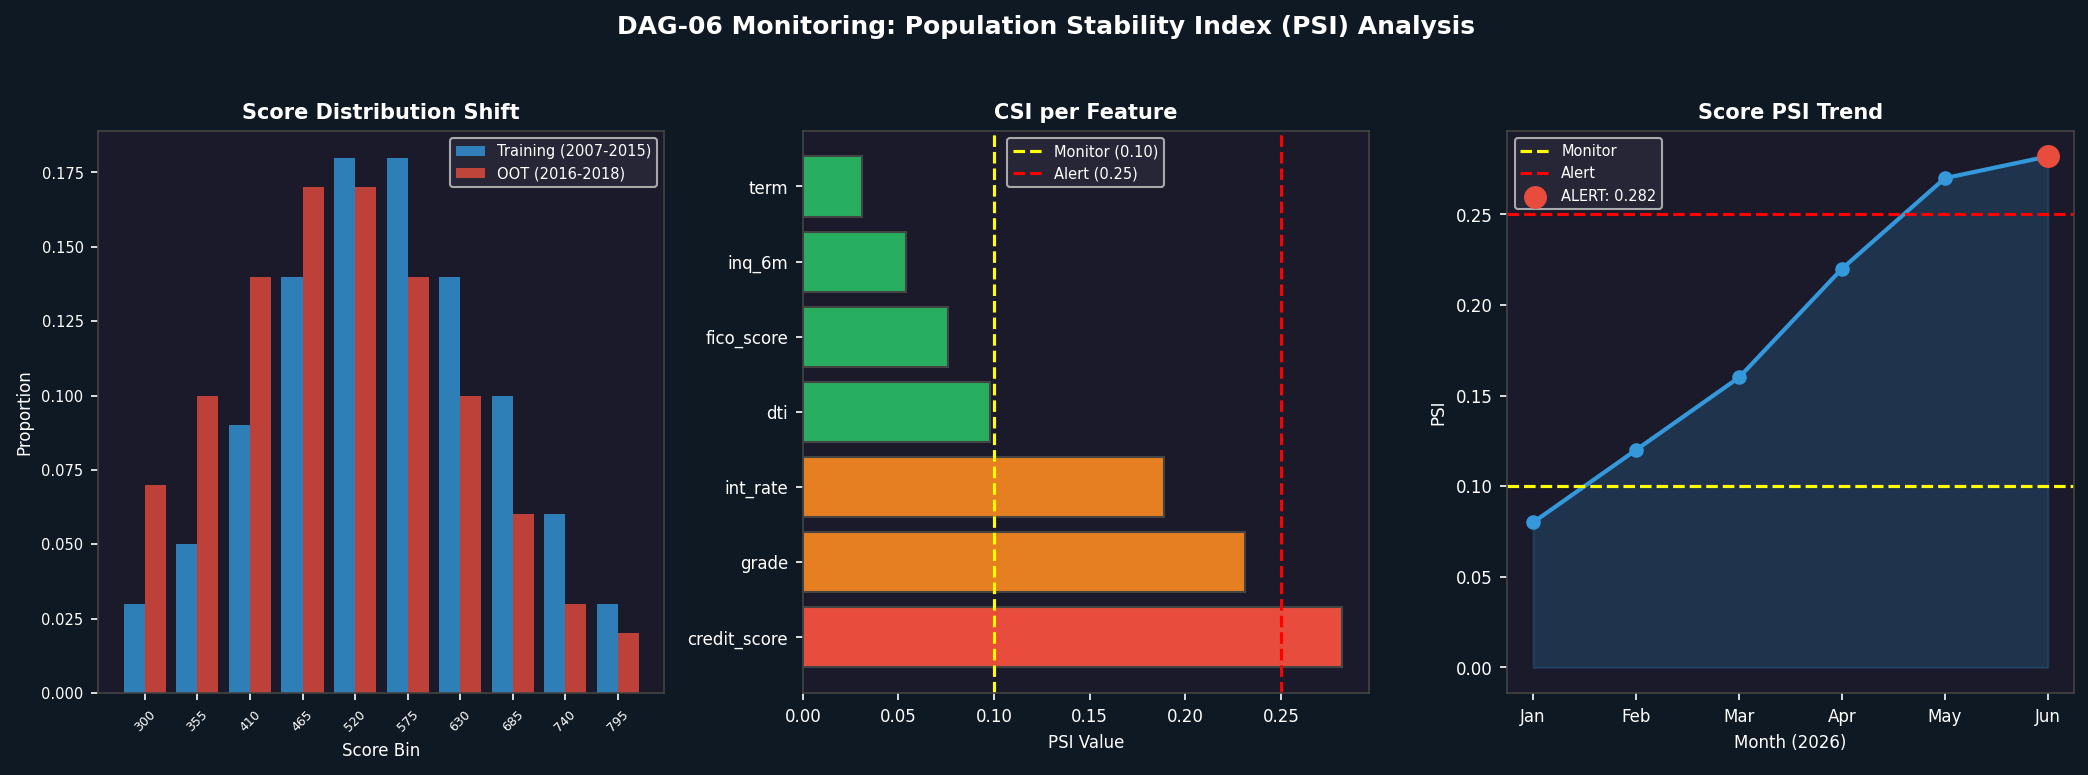 DAG-06 Monitoring: Population Stability Index (PSI) Analysis
Score Distribution Shift
Training (2007-2015)
OOT (2016-2018)
Proportion
0.175
0.150
0.125
0.100
0.075
0.050
0.025
0.000
300
355
410
465
520
575
630
685
740
795
Score Bin
CSI per Feature
Monitor (0.10)
Alert (0.25)
term
inq_6m
fico_score
dti
int_rate
grade
credit_score
0.00
0.05
0.10
0.15
0.20
0.25
PSI Value
Score PSI Trend
Monitor
Alert
ALERT: 0.282
PSI
0.25
0.20
0.15
0.10
0.05
0.00
Jan
Feb
Mar
Apr
May
Jun
Month (2026)